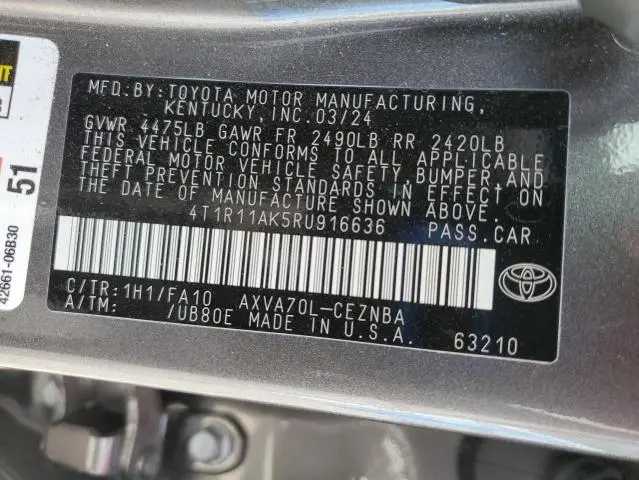 MFD.BY:TOYOTA MOTOR MANUFACTURING,
KENTUCKY,INC.03/24
GVWR 4475LB GAWR FR 2490LB RR 2420LB
THIS VEHICLE CONFORMS TO ALL APPLICABLE
FEDERAL MOTOR VEHICLE SAFETY,BUMPER,AND
THEFT PREVENTION STANDARDS IN EFFECT ON
THE DATE OF MANUFACTURE SHOWN ABOVE.
4T1R11AK5RU916636 PASS.CAR
C/TR:1H1/FA10 AXVA70L-CEZNBA
A/TM: /UB80E MADE IN U.S.A. 63210
51
42661-06B30